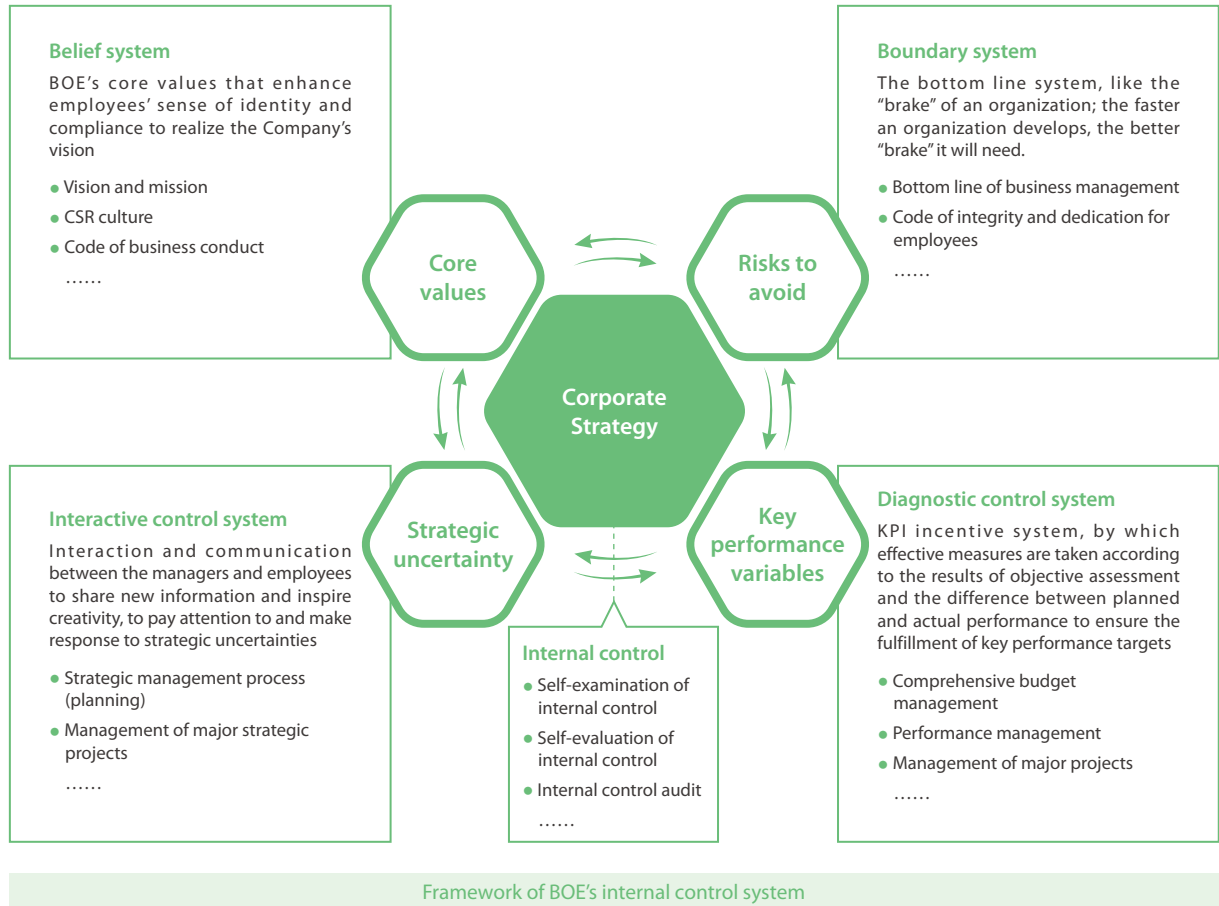 Belief system
BOE's core values that enhance
employees' sense of identity and
compliance to realize the Company's
vision
• Vision and mission
• CSR culture
• Code of business conduct
……
Boundary system
The bottom line system, like the
“brake” of an organization; the faster
an organization develops, the better
“brake” it will need.
• Bottom line of business management
• Code of integrity and dedication for
employees
……
Core
values
Risks to
avoid
Corporate
Strategy
Strategic
uncertainty
Key
performance
variables
Interactive control system
Interaction and communication
between the managers and employees
to share new information and inspire
creativity, to pay attention to and make
response to strategic uncertainties
• Strategic management process
(planning)
• Management of major strategic
projects
……
Internal control
• Self-examination of
internal control
• Self-evaluation of
internal control
• Internal control audit
……
Diagnostic control system
KPI incentive system, by which
effective measures are taken according
to the results of objective assessment
and the difference between planned
and actual performance to ensure the
fulfillment of key performance targets
• Comprehensive budget
management
• Performance management
• Management of major projects
……
Framework of BOE's internal control system